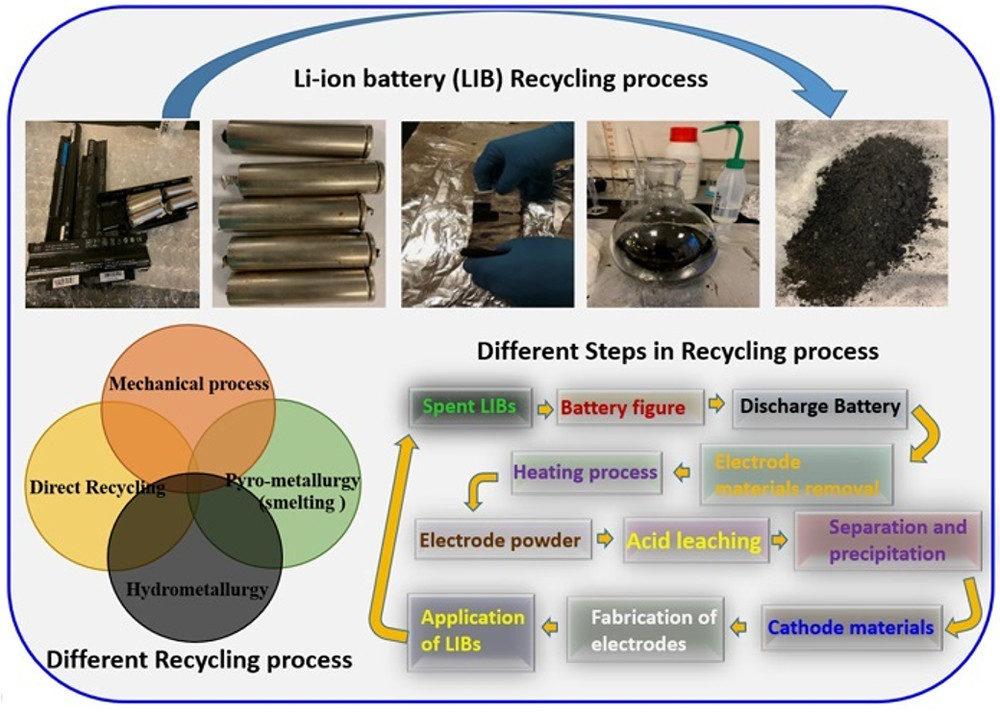 Li-ion battery (LIB) Recycling process
Mechanical process
Direct Recycling
Pyro-metallurgy
(smelting )
Hydrometallurgy
Different Recycling process
Different Steps in Recycling process
Spent LIBs
Battery figure
Discharge Battery
Electrode
materials removal
Heating process
Electrode powder
Acid leaching
Separation and
precipitation
Cathode materials
Fabrication of
electrodes
Application
of LIBs